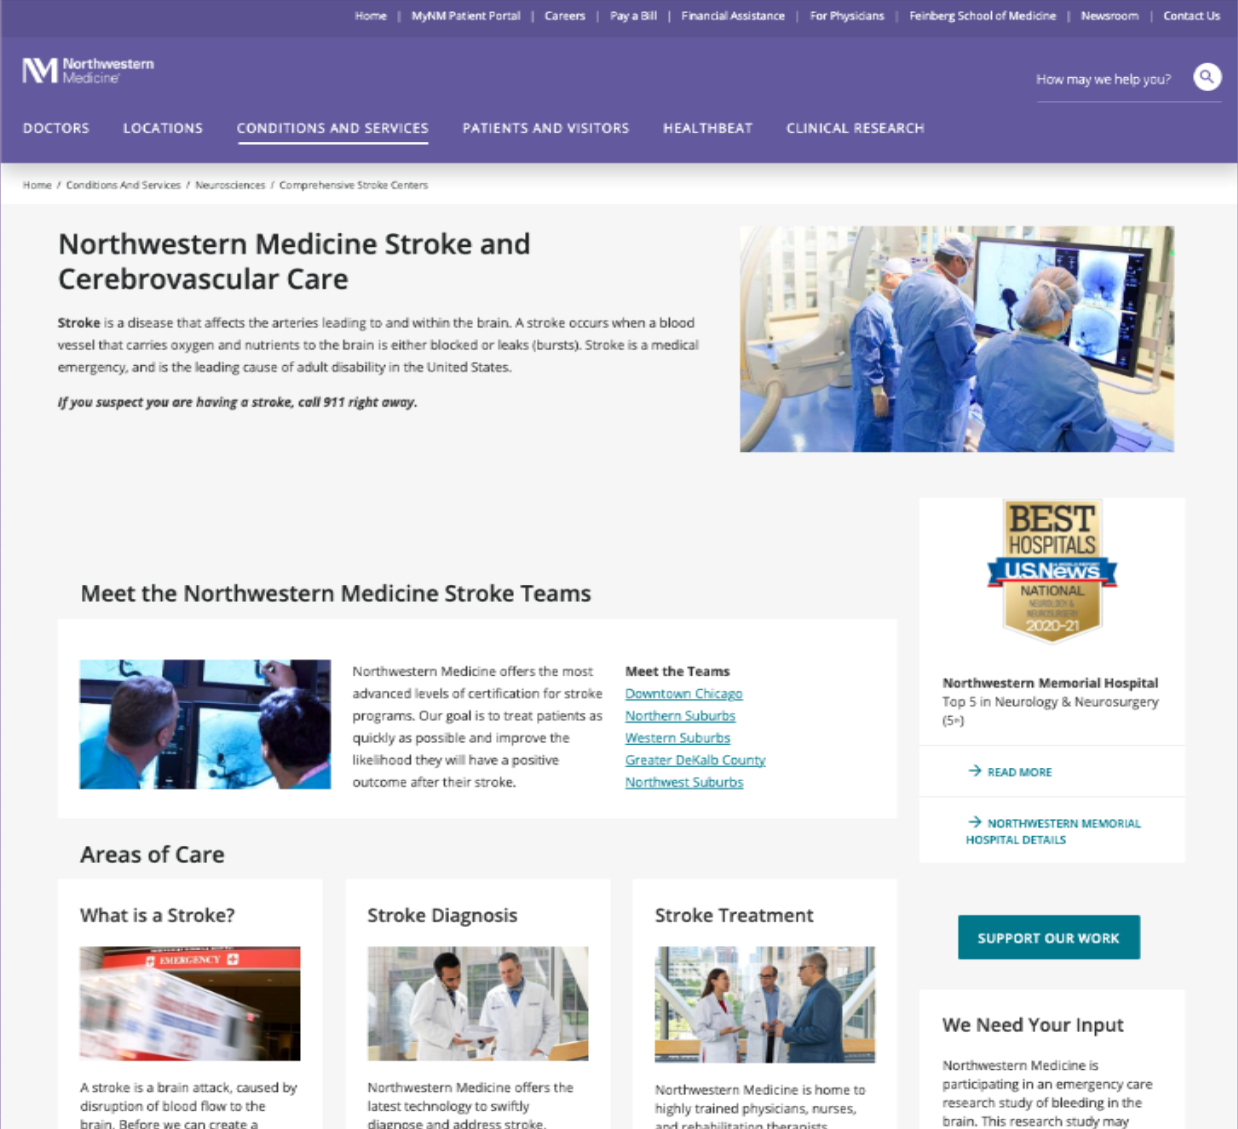 Home | MyNM Patient Portal | Careers | Pay a Bill | Financial Assistance | For Physicians | Feinberg School of Medicine | Newsroom | Contact Us
Northwestern
Medicine
How may we help you?
DOCTORS LOCATIONS CONDITIONS AND SERVICES PATIENTS AND VISITORS HEALTHBEAT CLINICAL RESEARCH
Home / Conditions And Services / Neurosciences / Comprehensive Stroke Centers
Northwestern Medicine Stroke and
Cerebrovascular Care
Stroke is a disease that affects the arteries leading to and within the brain. A stroke occurs when a blood
vessel that carries oxygen and nutrients to the brain is either blocked or leaks (bursts). Stroke is a medical
emergency, and is the leading cause of adult disability in the United States.
If you suspect you are having a stroke, call 911 right away.
BEST
HOSPITALS
U.S.News
NATIONAL
NEUROLOGY &
NEUROSURGERY
2020-21
Northwestern Memorial Hospital
Top 5 in Neurology & Neurosurgery
(5th)
→ READ MORE
→ NORTHWESTERN MEMORIAL
HOSPITAL DETAILS
Meet the Northwestern Medicine Stroke Teams
Northwestern Medicine offers the most
advanced levels of certification for stroke
programs. Our goal is to treat patients as
quickly as possible and improve the
likelihood they will have a positive
outcome after their stroke.
Meet the Teams
Downtown Chicago
Northern Suburbs
Western Suburbs
Greater DeKalb County
Northwest Suburbs
Areas of Care
What is a Stroke?
EMERGENCY
A stroke is a brain attack, caused by
disruption of blood flow to the
brain. Before we can create a
Stroke Diagnosis
Northwestern Medicine offers the
latest technology to swiftly
diagnose and address stroke.
Stroke Treatment
Northwestern Medicine is home to
highly trained physicians, nurses,
and rehabilitation therapists
SUPPORT OUR WORK
We Need Your Input
Northwestern Medicine is
participating in an emergency care
research study of bleeding in the
brain. This research study may